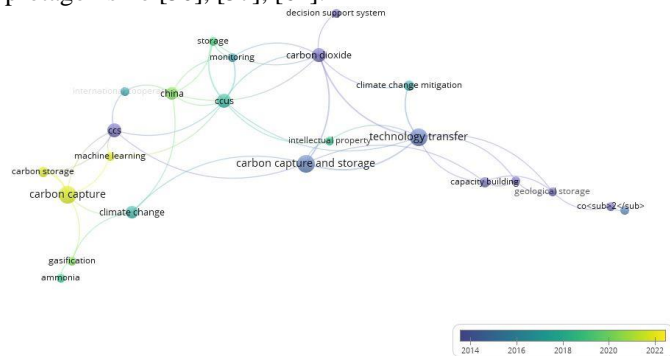 decision support system
storage
monitoring
carbon dioxide
climate change mitigation
china
ccus
ccs
intellectual property
technology transfer
machine learning
carbon capture and storage
carbon storage
capacity building
geological storage
carbon capture
climate change
co<sub>2</sub>
gasification
ammonia
2014 2016 2018 2020 2022